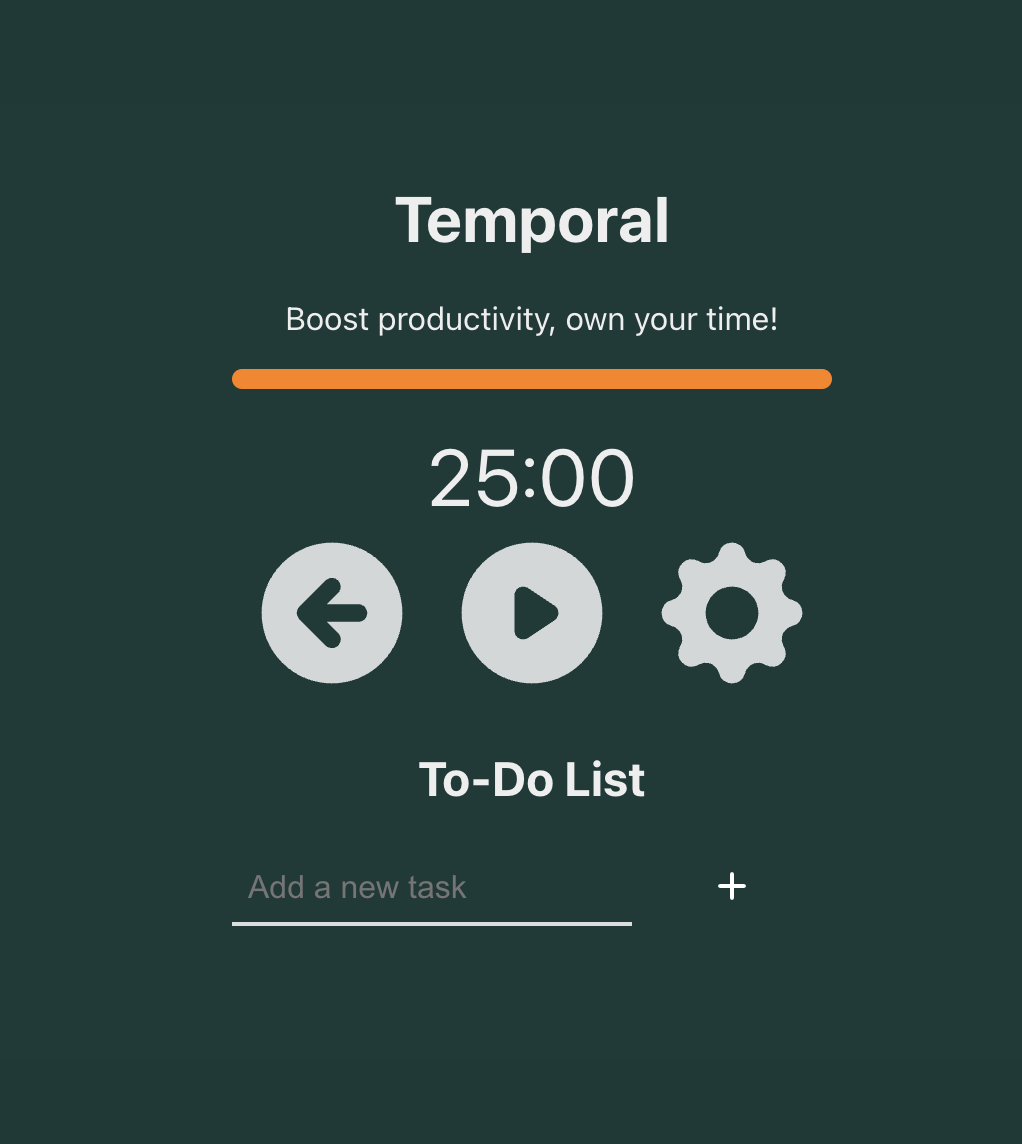 Temporal
Boost productivity, own your time!
25:00
To-Do List
Add a new task